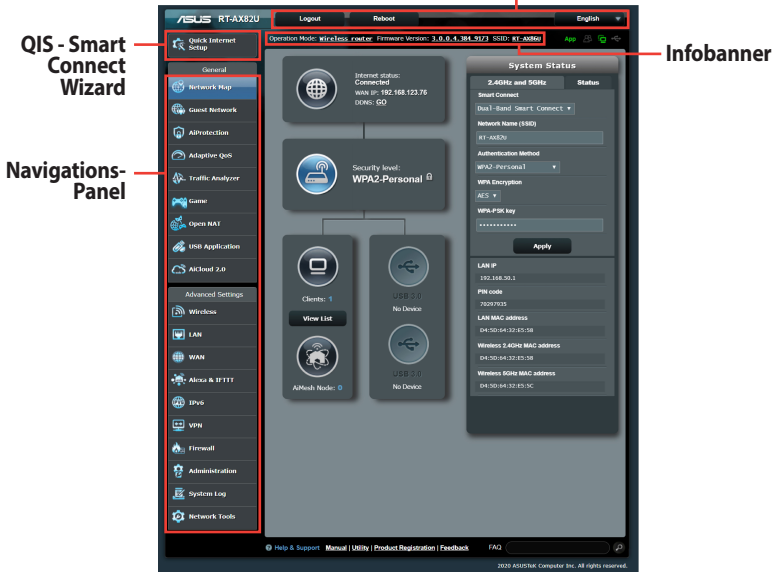 QIS - Smart
Connect
Wizard
Navigations-
Panel
Infobanner
ASUS RT-AX82U
Logout
Reboot
English
Quick Internet
Setup
Operation Mode: Wireless router Firmware Version: 3.0.0.4.384_9173 SSID: RT-AX86U
App
General
Network Map
Guest Network
AiProtection
Adaptive QoS
Traffic Analyzer
Game
Open NAT
USB Application
AiCloud 2.0
Advanced Settings
Wireless
LAN
WAN
Alexa & IFTTT
IPv6
VPN
Firewall
Administration
System Log
Network Tools
Internet status:
Connected
WAN IP: 192.168.123.76
DDNS: GO
Security level:
WPA2-Personal
Clients: 1
View List
AiMesh Node: 0
USB 3.0
No Device
USB 3.0
No Device
System Status
2.4GHz and 5GHz
Status
Smart Connect
Dual-Band Smart Connect
Network Name (SSID)
RT-AX82U
Authentication Method
WPA2-Personal
WPA Encryption
AES
WPA-PSK key
•••••••••••
Apply
LAN IP
192.168.50.1
PIN code
70297935
LAN MAC address
D4:5D:64:32:E5:58
Wireless 2.4GHz MAC address
D4:5D:64:32:E5:58
Wireless 5GHz MAC address
D4:5D:64:32:E5:5C
Help & Support Manual | Utility | Product Registration | Feedback FAQ
2020 ASUSTeK Computer Inc. All rights reserved.